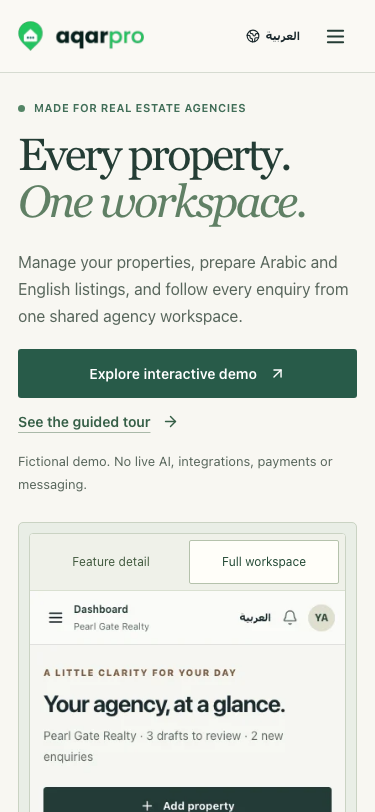 aqarpro
العربية
MADE FOR REAL ESTATE AGENCIES
Every property.
One workspace.
Manage your properties, prepare Arabic and
English listings, and follow every enquiry from
one shared agency workspace.
Explore interactive demo
See the guided tour
Fictional demo. No live AI, integrations, payments or
messaging.
Feature detail
Full workspace
Dashboard
Pearl Gate Realty
العربية
YA
A LITTLE CLARITY FOR YOUR DAY
Your agency, at a glance.
Pearl Gate Realty · 3 drafts to review · 2 new
enquiries
Add property